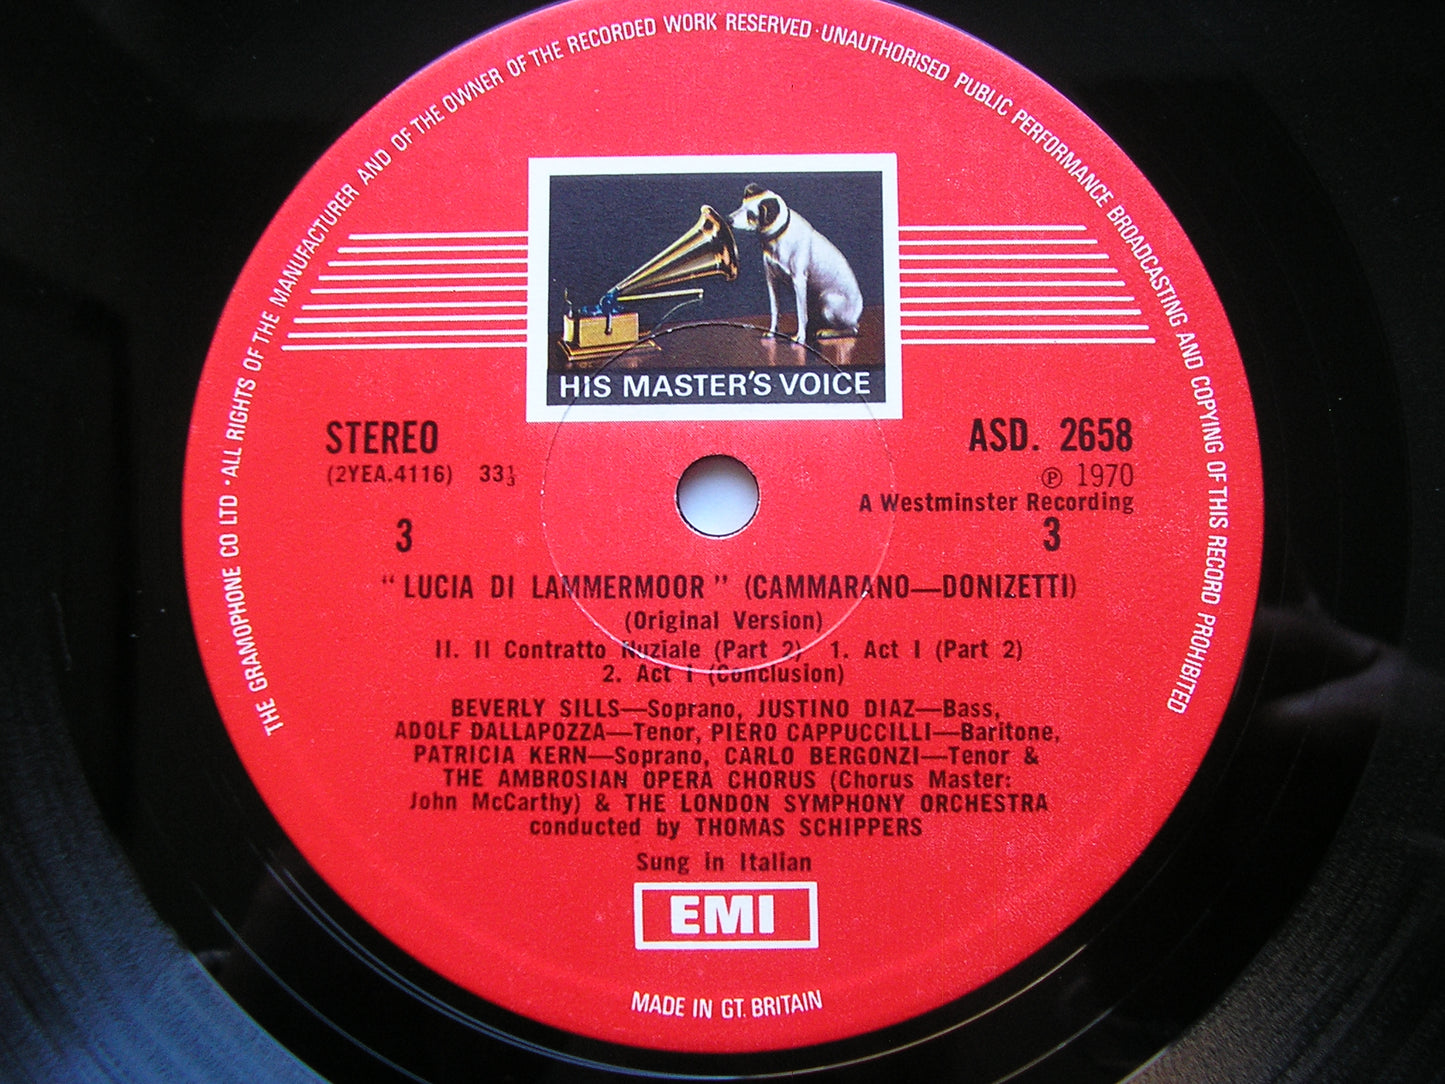 THE GRAMOPHONE CO LTD · ALL RIGHTS OF THE MANUFACTURER AND OF THE OWNER OF THE RECORDED WORK RESERVED · UNAUTHORISED PUBLIC PERFORMANCE BROADCASTING AND COPYING OF THIS RECORD PROHIBITED
HIS MASTER'S VOICE
STEREO
(2YEA.4116) 33⅓
ASD. 2658
℗ 1970
A Westminster Recording
3 3
"LUCIA DI LAMMERMOOR" (CAMMARANO—DONIZETTI)
(Original Version)
II. Il Contratto Nuziale (Part 2) 1. Act I (Part 2)
2. Act I (Conclusion)
BEVERLY SILLS—Soprano, JUSTINO DIAZ—Bass,
ADOLF DALLAPOZZA—Tenor, PIERO CAPPUCCILLI—Baritone,
PATRICIA KERN—Soprano, CARLO BERGONZI—Tenor &
THE AMBROSIAN OPERA CHORUS (Chorus Master:
John McCarthy) & THE LONDON SYMPHONY ORCHESTRA
conducted by THOMAS SCHIPPERS
Sung in Italian
EMI
MADE IN GT. BRITAIN